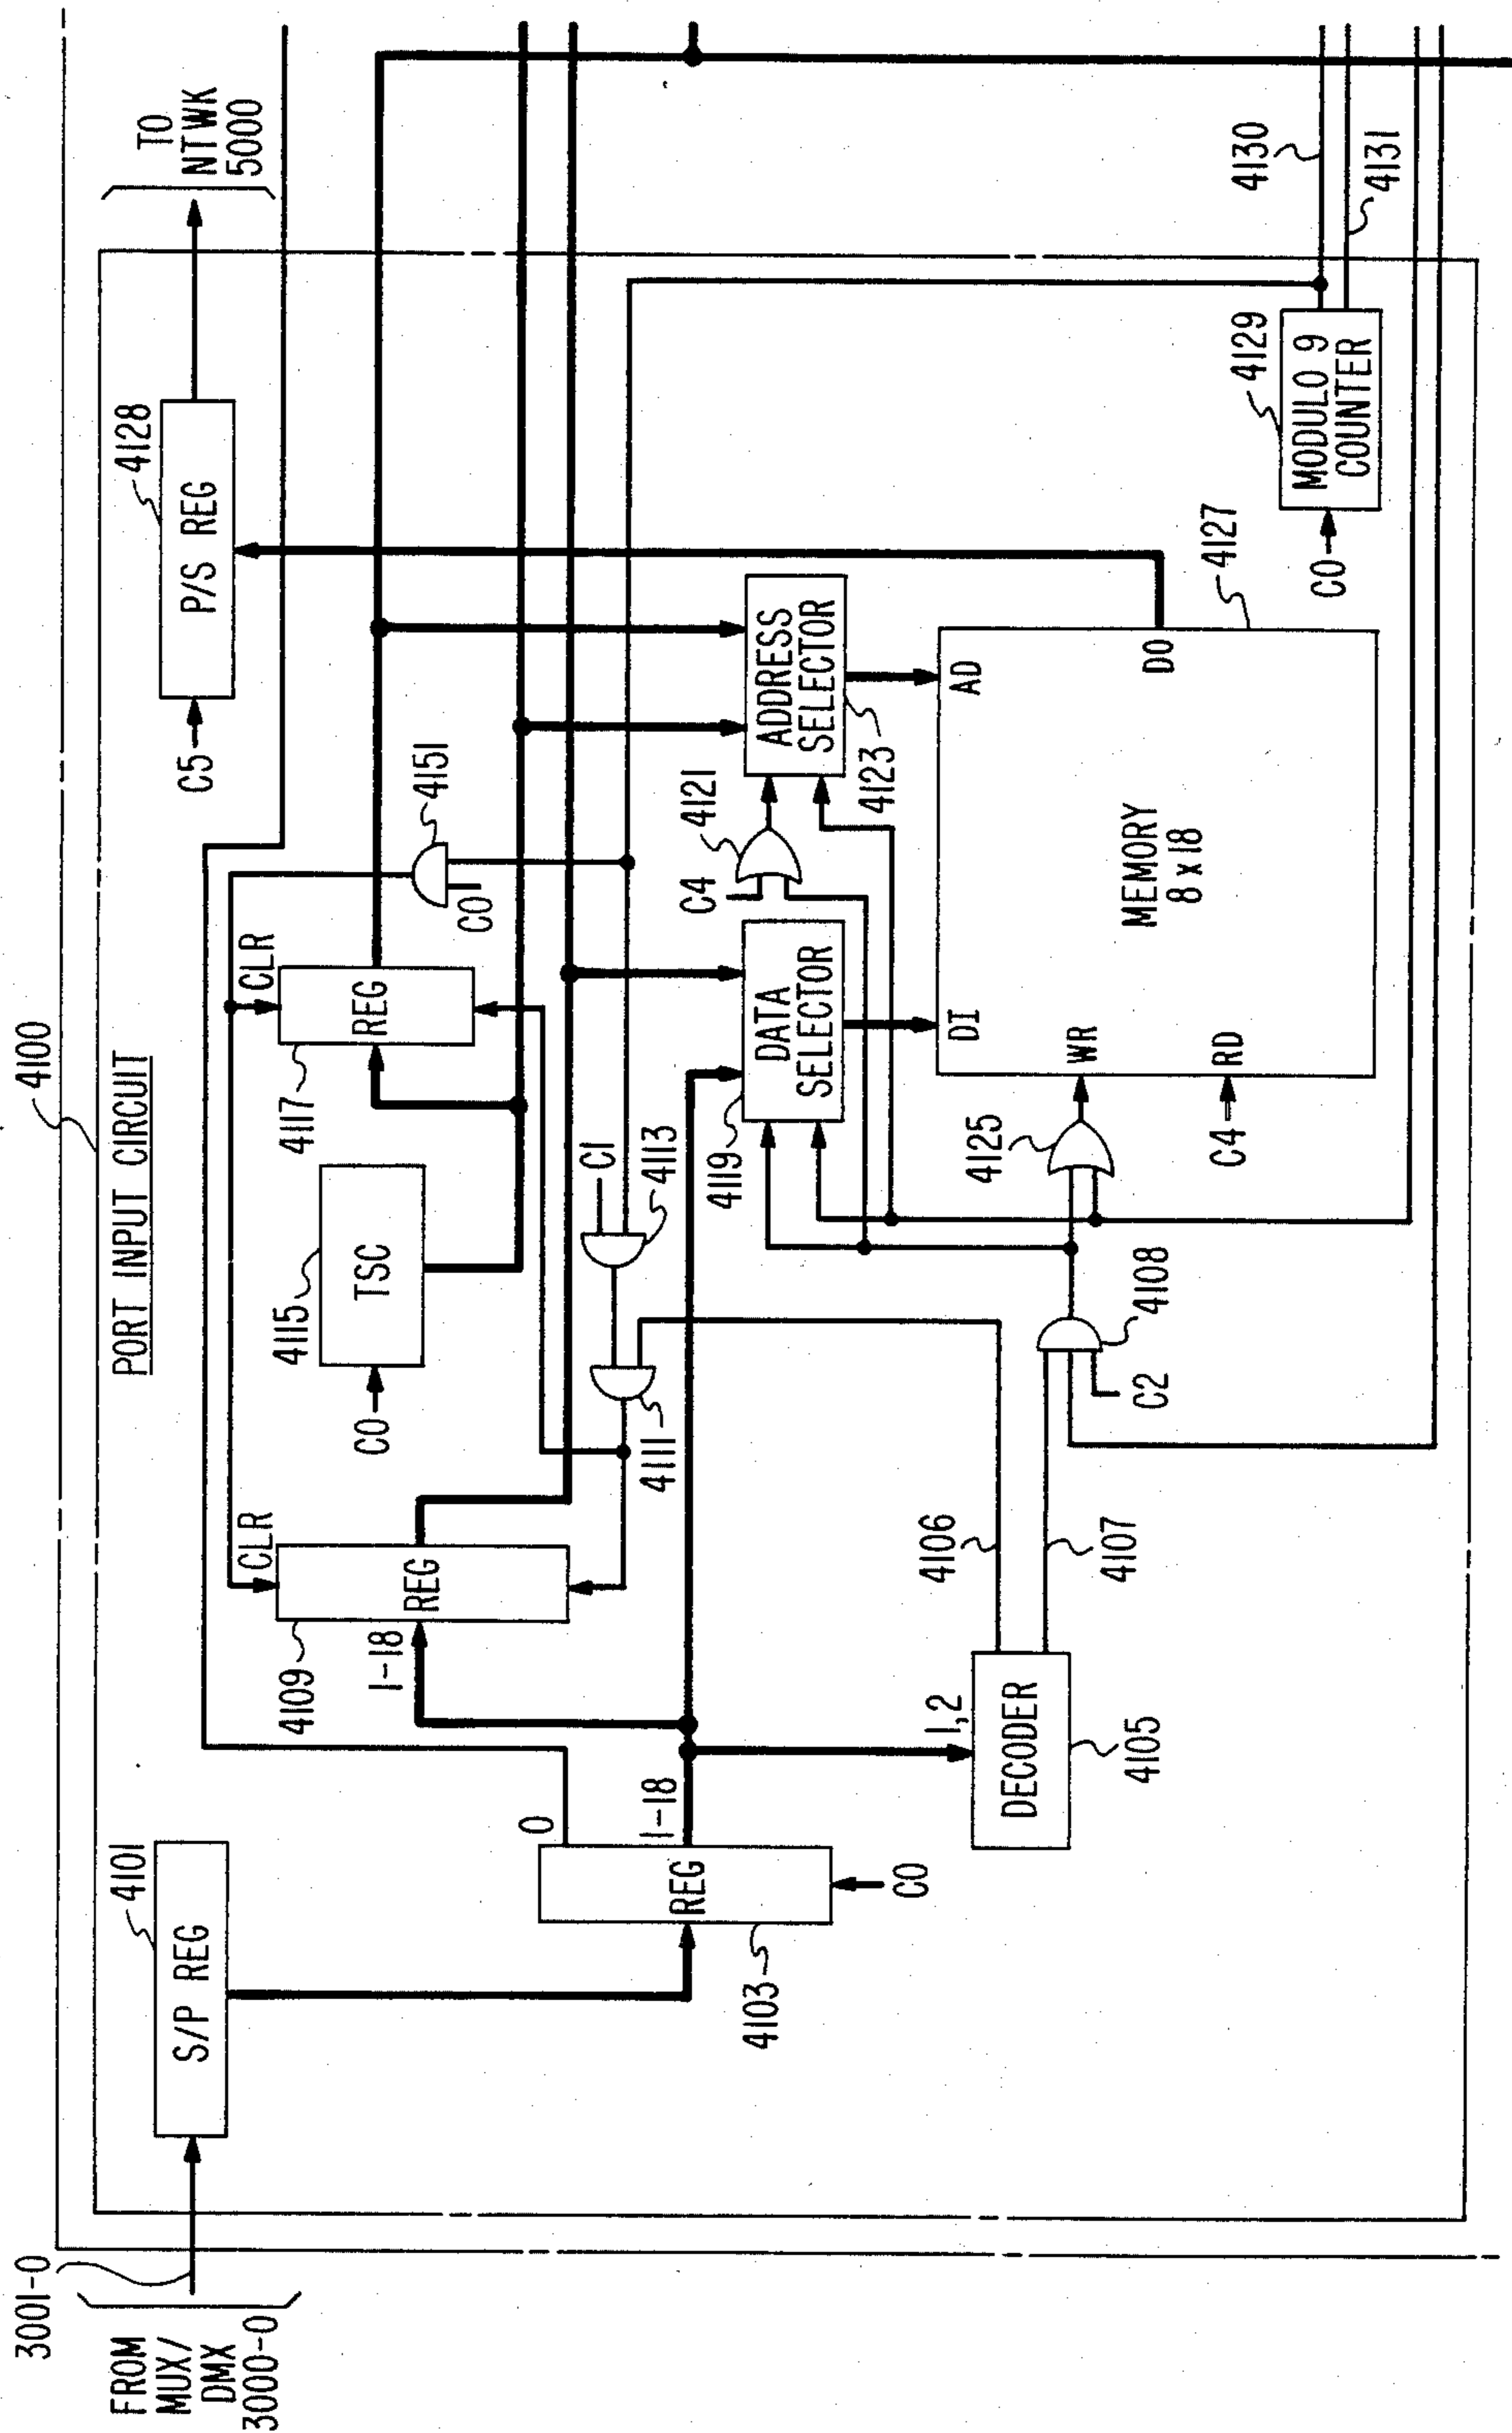 4100
PORT INPUT CIRCUIT
3001-0
FROM
MUX/
DMX
3000-0
S/P REG
4101
REG
4103
C0
0
1-18
DECODER
4105
1,2
4106
4107
REG
4109
1-18
CLR
4111
4113
C1
TSC
4115
C0
REG
4117
CLR
4151
C0
DATA
SELECTOR
4119
4121
C4
ADDRESS
SELECTOR
4123
4108
C2
4125
C4
MEMORY
8 x 18
DI
AD
WR
RD
DO
4127
P/S REG
4128
C5
TO
NTWK
5000
MODULO 9
COUNTER
4129
C0
4130
4131